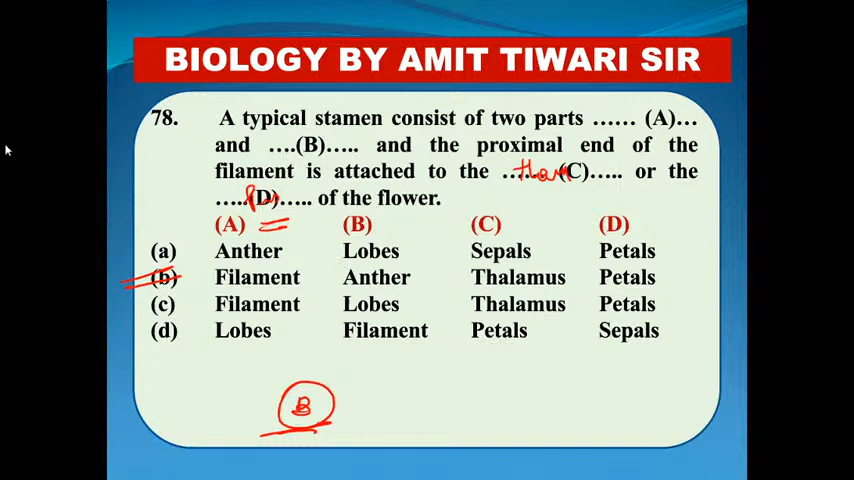 BIOLOGY BY AMIT TIWARI SIR
78. A typical stamen consist of two parts …… (A)…
and ….(B)….. and the proximal end of the
filament is attached to the …... (C)….. or the
…..(D)….. of the flower.
(A) (B) (C) (D)
(a) Anther Lobes Sepals Petals
(b) Filament Anther Thalamus Petals
(c) Filament Lobes Thalamus Petals
(d) Lobes Filament Petals Sepals
B